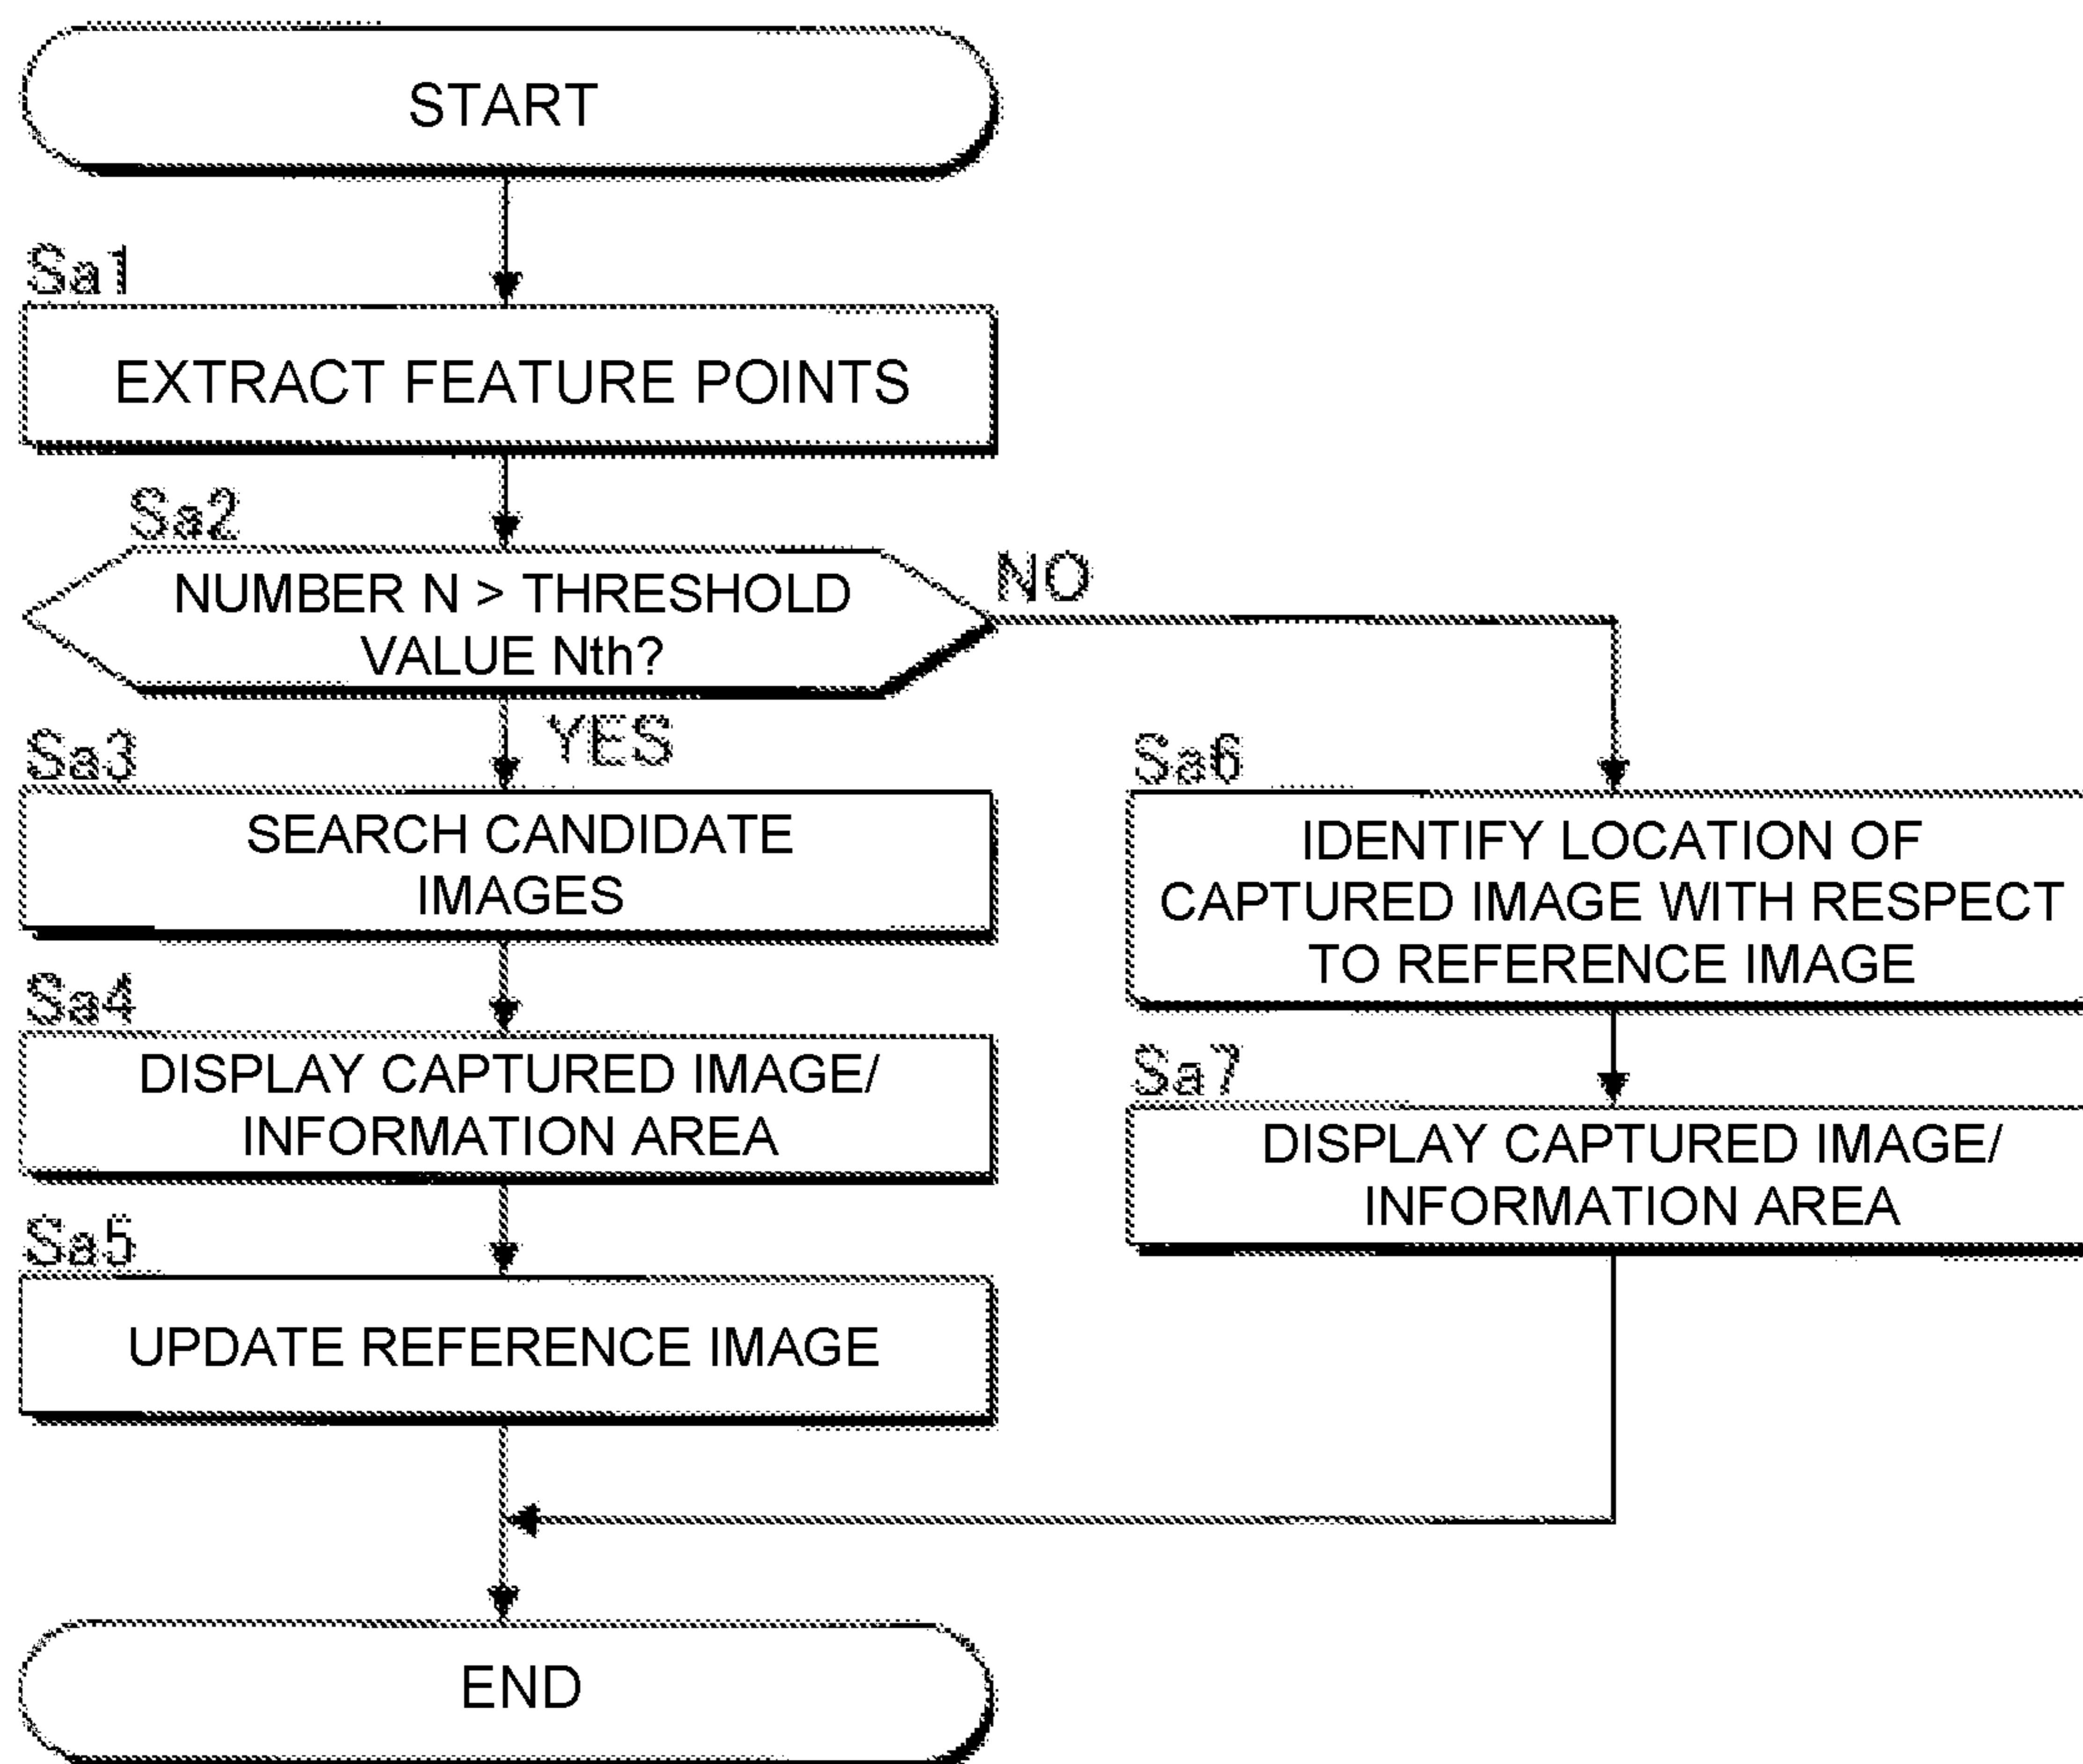 START
Sa1
EXTRACT FEATURE POINTS
Sa2
NUMBER N > THRESHOLD
VALUE Nth?
NO
YES
Sa3
SEARCH CANDIDATE
IMAGES
Sa4
DISPLAY CAPTURED IMAGE/
INFORMATION AREA
Sa5
UPDATE REFERENCE IMAGE
Sa6
IDENTIFY LOCATION OF
CAPTURED IMAGE WITH RESPECT
TO REFERENCE IMAGE
Sa7
DISPLAY CAPTURED IMAGE/
INFORMATION AREA
END